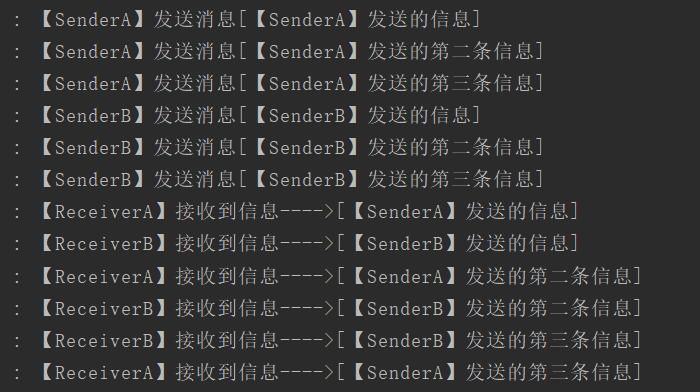 : 【SenderA】发送消息[【SenderA】发送的信息]
: 【SenderA】发送消息[【SenderA】发送的第二条信息]
: 【SenderA】发送消息[【SenderA】发送的第三条信息]
: 【SenderB】发送消息[【SenderB】发送的信息]
: 【SenderB】发送消息[【SenderB】发送的第二条信息]
: 【SenderB】发送消息[【SenderB】发送的第三条信息]
: 【ReceiverA】接收到信息---->[【SenderA】发送的信息]
: 【ReceiverB】接收到信息---->[【SenderB】发送的信息]
: 【ReceiverA】接收到信息---->[【SenderA】发送的第二条信息]
: 【ReceiverB】接收到信息---->[【SenderB】发送的第二条信息]
: 【ReceiverB】接收到信息---->[【SenderB】发送的第三条信息]
: 【ReceiverA】接收到信息---->[【SenderA】发送的第三条信息]